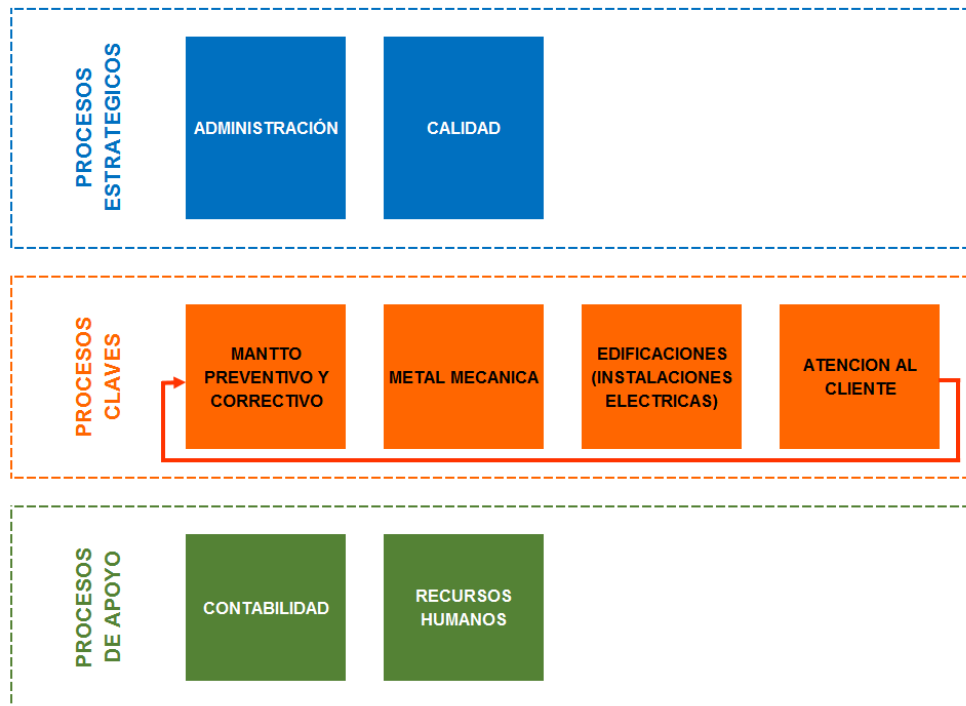 PROCESOS
ESTRATEGICOS
ADMINISTRACIÓN
CALIDAD
PROCESOS
CLAVES
MANTTO
PREVENTIVO Y
CORRECTIVO
METAL MECANICA
EDIFICACIONES
(INSTALACIONES
ELECTRICAS)
ATENCION AL
CLIENTE
PROCESOS
DE APOYO
CONTABILIDAD
RECURSOS
HUMANOS